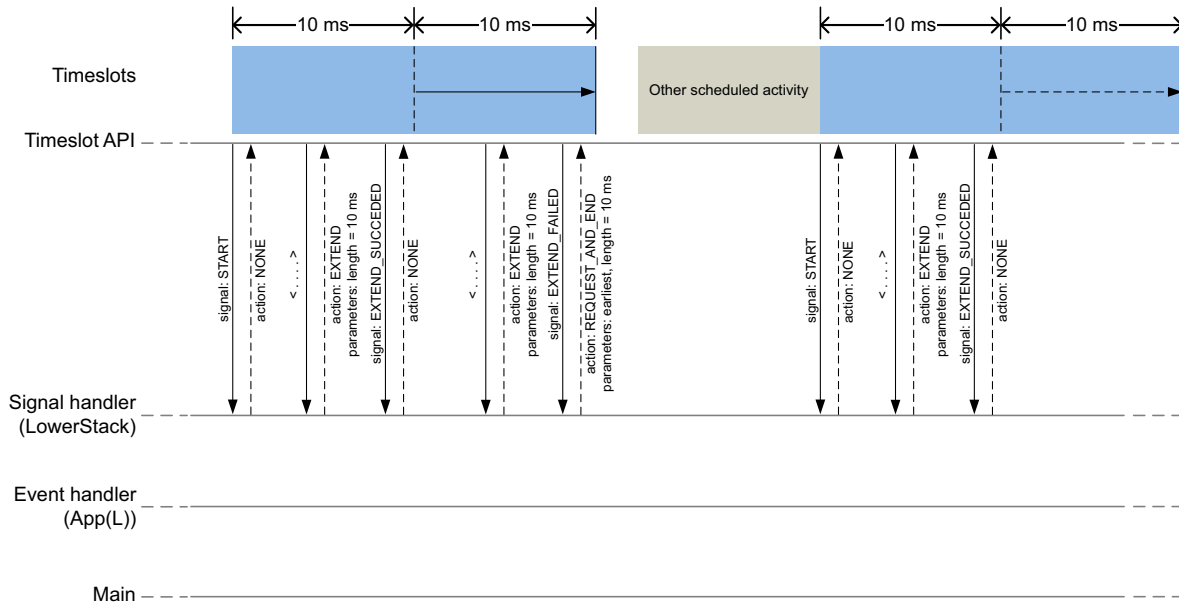 10 ms
10 ms
10 ms
10 ms
Timeslots
Other scheduled activity
Timeslot API
signal: START
action: NONE
<....>
action: EXTEND
parameters: length = 10 ms
signal: EXTEND_SUCCEDED
action: NONE
<....>
action: EXTEND
parameters: length = 10 ms
signal: EXTEND_FAILED
action: REQUEST_AND_END
parameters: earliest, length = 10 ms
signal: START
action: NONE
<....>
action: EXTEND
parameters: length = 10 ms
signal: EXTEND_SUCCEDED
action: NONE
Signal handler
(LowerStack)
Event handler
(App(L))
Main